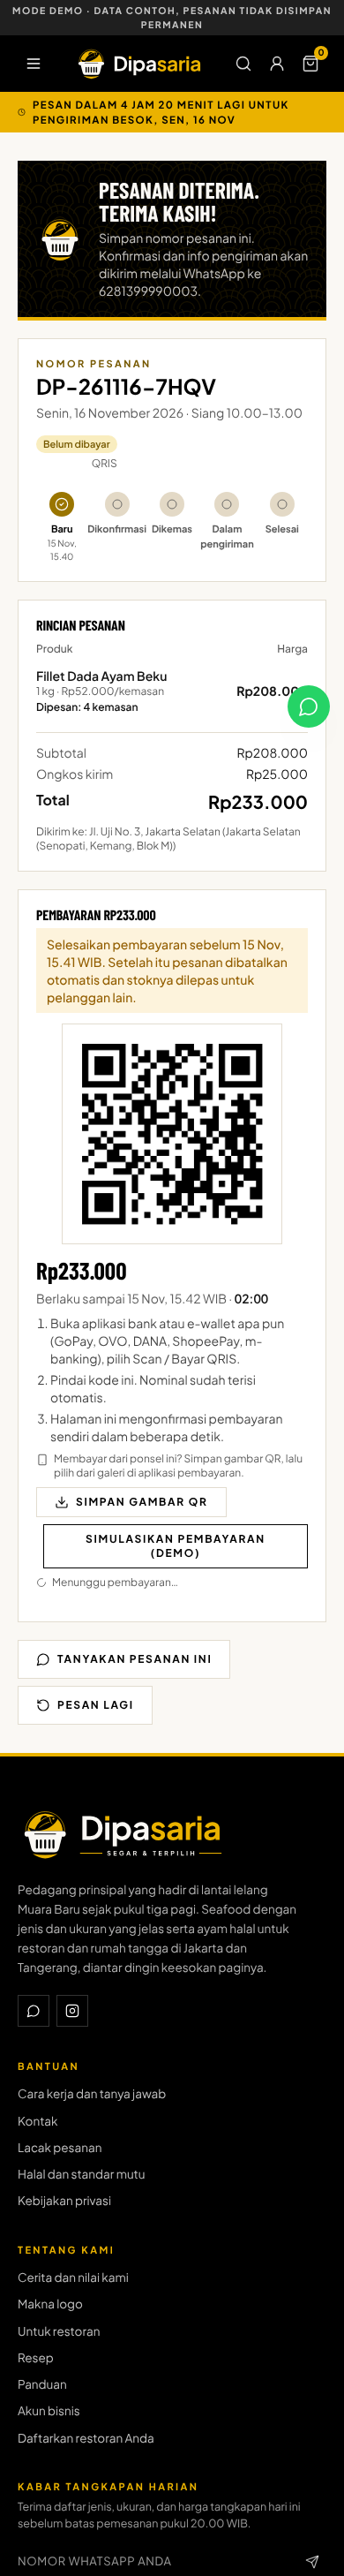 MODE DEMO · DATA CONTOH, PESANAN TIDAK DISIMPAN
PERMANEN
Dipasaria
0
PESAN DALAM 4 JAM 20 MENIT LAGI UNTUK
PENGIRIMAN BESOK, SEN, 16 NOV
PESANAN DITERIMA.
TERIMA KASIH!
Simpan nomor pesanan ini.
Konfirmasi dan info pengiriman akan
dikirim melalui WhatsApp ke
6281399990003.
NOMOR PESANAN
DP-261116-7HQV
Senin, 16 November 2026 · Siang 10.00–13.00
Belum dibayar
QRIS
Baru
15 Nov,
15.40
Dikonfirmasi
Dikemas
Dalam
pengiriman
Selesai
RINCIAN PESANAN
Produk Harga
Fillet Dada Ayam Beku
1 kg · Rp52.000/kemasan
Rp208.00
Dipesan: 4 kemasan
Subtotal Rp208.000
Ongkos kirim Rp25.000
Total Rp233.000
Dikirim ke: Jl. Uji No. 3, Jakarta Selatan (Jakarta Selatan
(Senopati, Kemang, Blok M))
PEMBAYARAN RP233.000
Selesaikan pembayaran sebelum 15 Nov,
15.41 WIB. Setelah itu pesanan dibatalkan
otomatis dan stoknya dilepas untuk
pelanggan lain.
Rp233.000
Berlaku sampai 15 Nov, 15.42 WIB · 02:00
1. Buka aplikasi bank atau e-wallet apa pun
(GoPay, OVO, DANA, ShopeePay, m-
banking), pilih Scan / Bayar QRIS.
2. Pindai kode ini. Nominal sudah terisi
otomatis.
3. Halaman ini mengonfirmasi pembayaran
sendiri dalam beberapa detik.
Membayar dari ponsel ini? Simpan gambar QR, lalu
pilih dari galeri di aplikasi pembayaran.
SIMPAN GAMBAR QR
SIMULASIKAN PEMBAYARAN
(DEMO)
Menunggu pembayaran…
TANYAKAN PESANAN INI
PESAN LAGI
Dipasaria
SEGAR & TERPILIH
Pedagang prinsipal yang hadir di lantai lelang
Muara Baru sejak pukul tiga pagi. Seafood dengan
jenis dan ukuran yang jelas serta ayam halal untuk
restoran dan rumah tangga di Jakarta dan
Tangerang, diantar dingin keesokan paginya.
BANTUAN
Cara kerja dan tanya jawab
Kontak
Lacak pesanan
Halal dan standar mutu
Kebijakan privasi
TENTANG KAMI
Cerita dan nilai kami
Makna logo
Untuk restoran
Resep
Panduan
Akun bisnis
Daftarkan restoran Anda
KABAR TANGKAPAN HARIAN
Terima daftar jenis, ukuran, dan harga tangkapan hari ini
sebelum batas pemesanan pukul 20.00 WIB.
NOMOR WHATSAPP ANDA